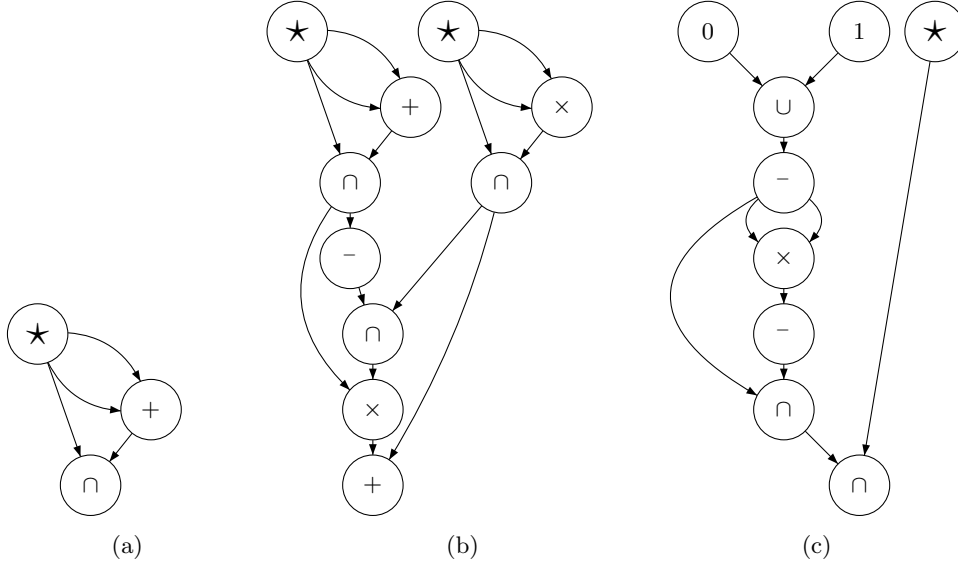 ★ ★ 0 1 ★
+ × ∪
∩ ∩ −
− ×
★ ∩ −
+ × ∩
∩ + ∩
(a) (b) (c)